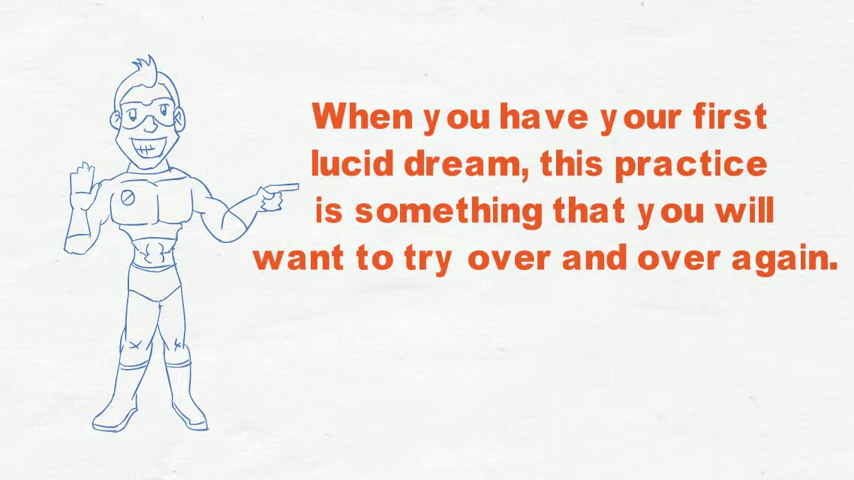 When you have your first
lucid dream, this practice
is something that you will
want to try over and over again.